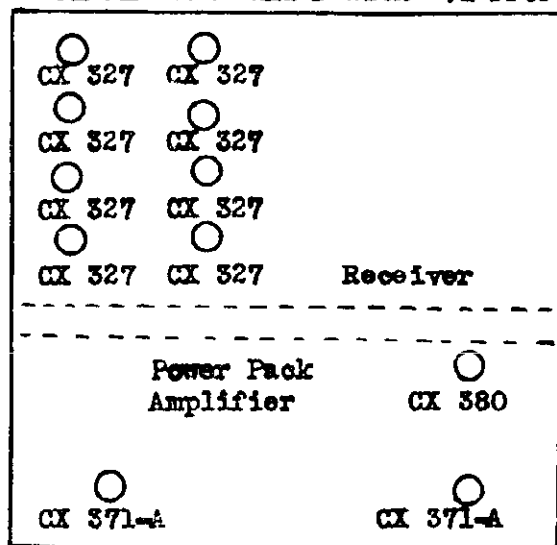 CX 327 CX 327
CX 327 CX 327
CX 327 CX 327
CX 327 CX 327 Receiver
Power Pack
Amplifier CX 380
CX 371-A CX 371-A